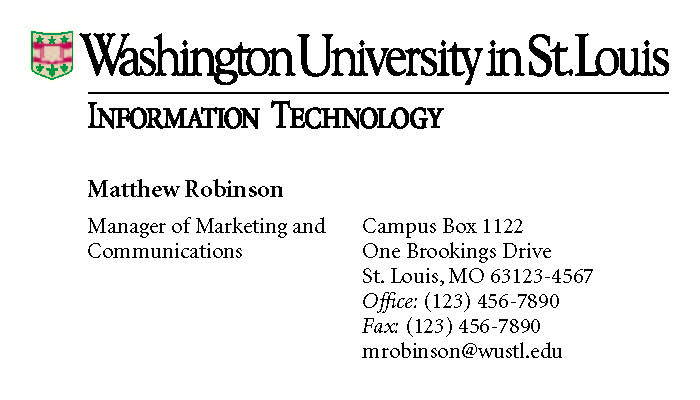 Washington University in St. Louis
INFORMATION TECHNOLOGY
Matthew Robinson
Manager of Marketing and
Communications
Campus Box 1122
One Brookings Drive
St. Louis, MO 63123-4567
Office: (123) 456-7890
Fax: (123) 456-7890
mrobinson@wustl.edu